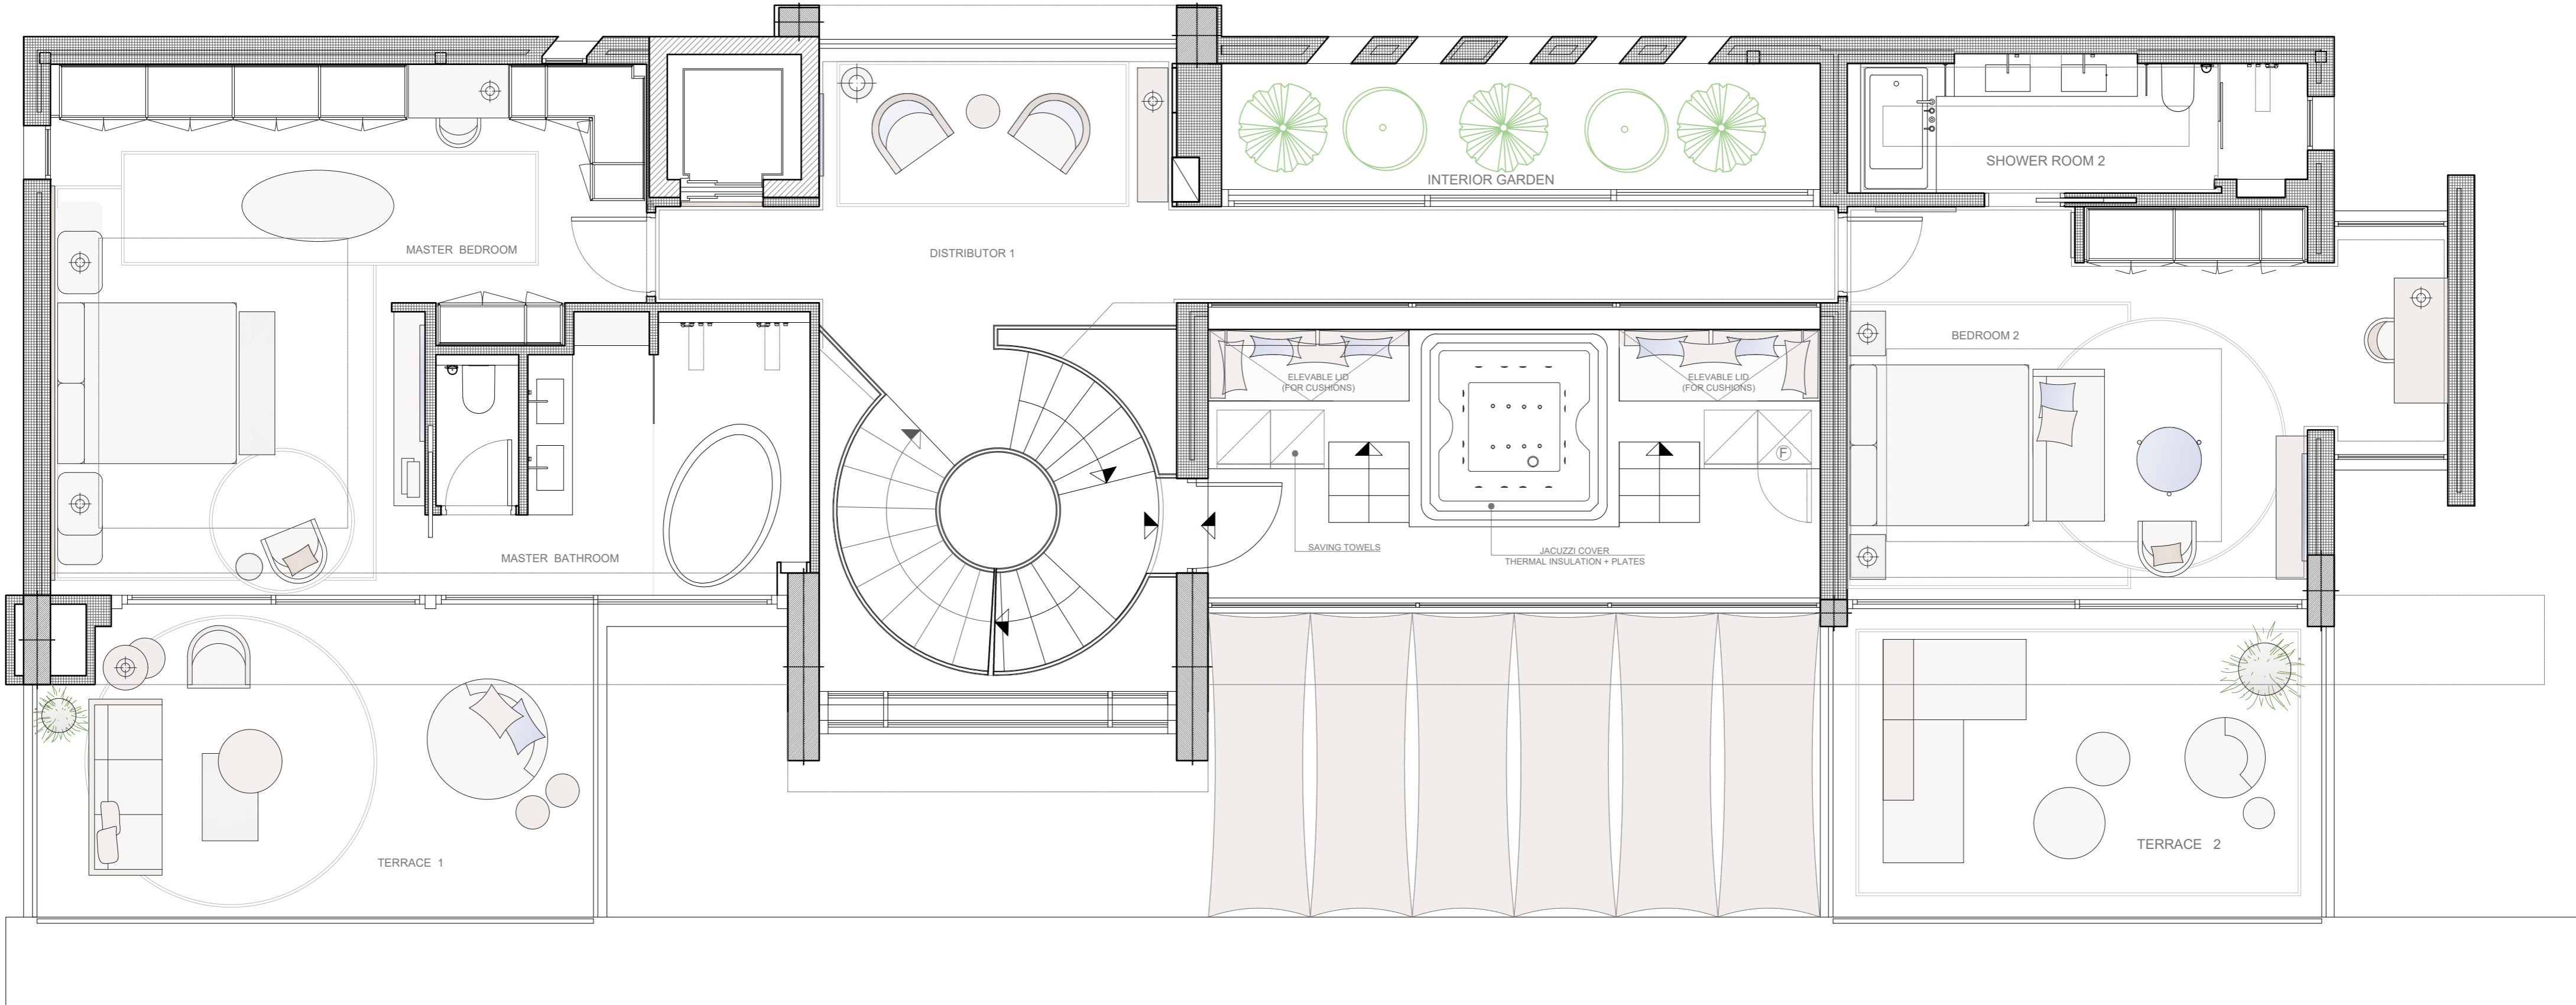 SHOWER ROOM 2
INTERIOR GARDEN
MASTER BEDROOM
DISTRIBUTOR 1
BEDROOM 2
ELEVABLE LID
(FOR CUSHIONS)
ELEVABLE LID
(FOR CUSHIONS)
F
SAVING TOWELS
JACUZZI COVER
THERMAL INSULATION + PLATES
MASTER BATHROOM
TERRACE 1
TERRACE 2